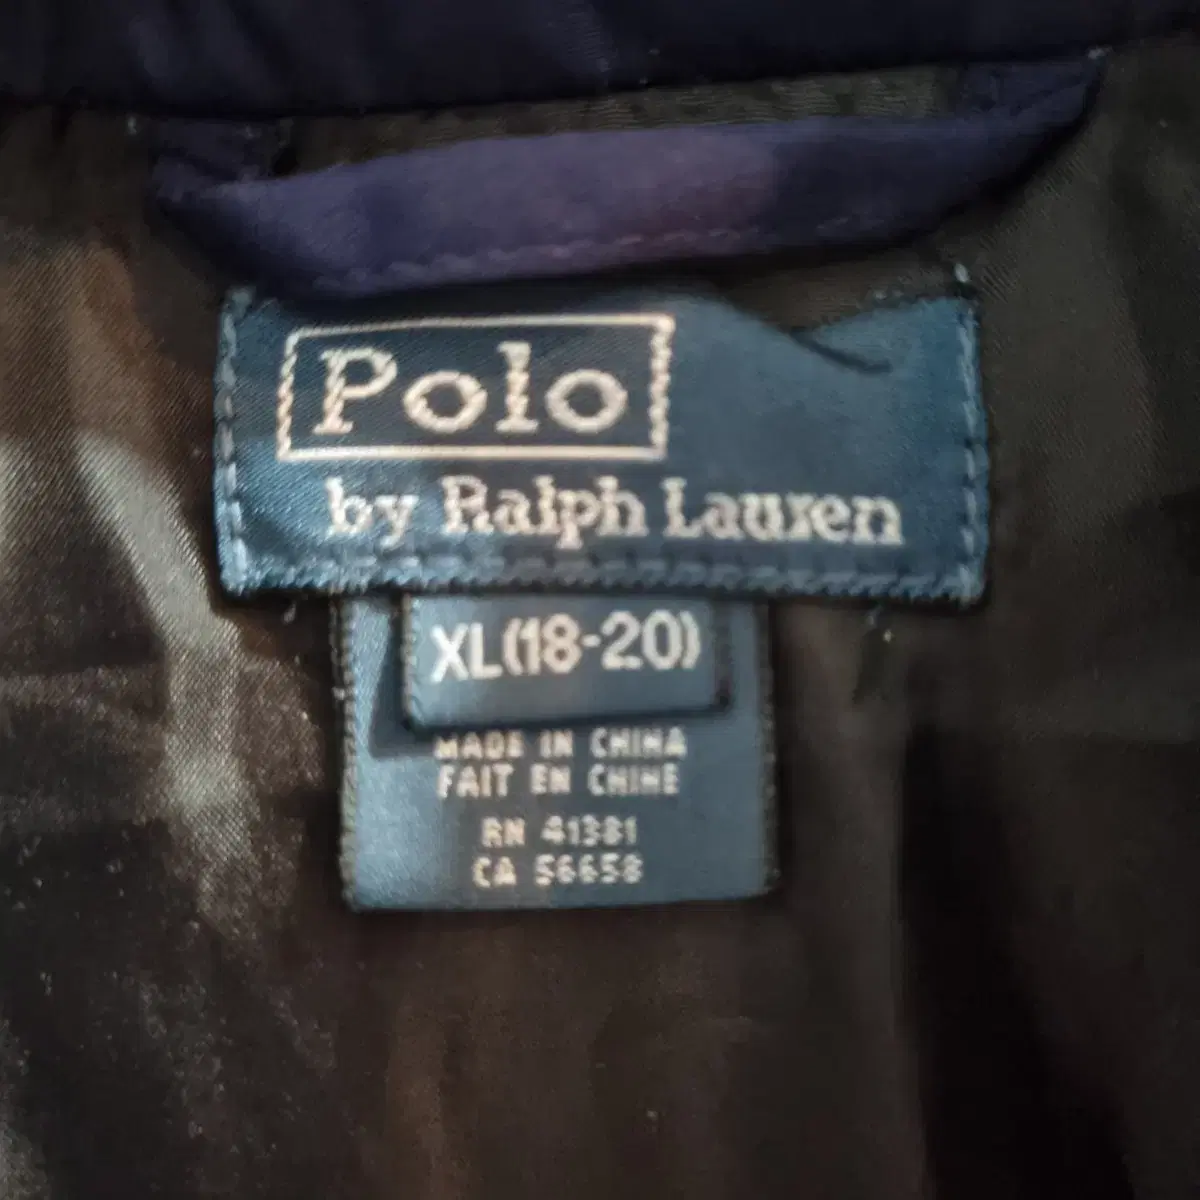 Polo
by Ralph Lauren
XL(18-20)
MADE IN CHINA
FAIT EN CHINE
RN 41381
CA 56658